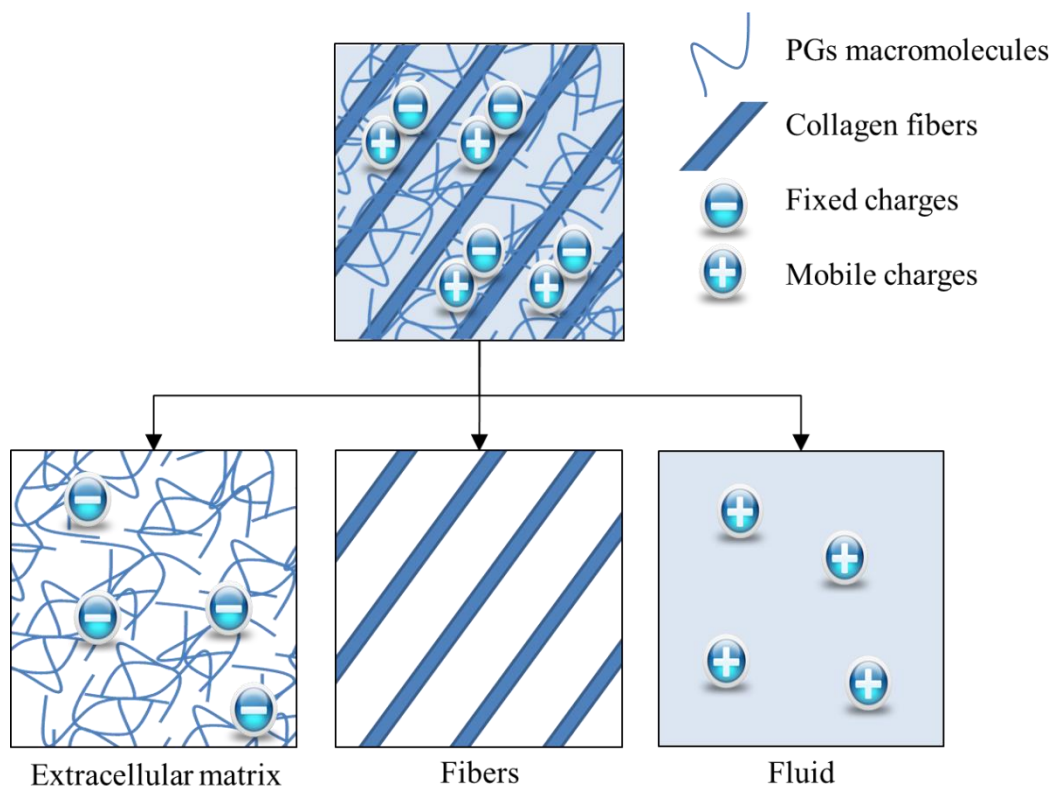 PGs macromolecules
Collagen fibers
Fixed charges
Mobile charges
Extracellular matrix
Fibers
Fluid